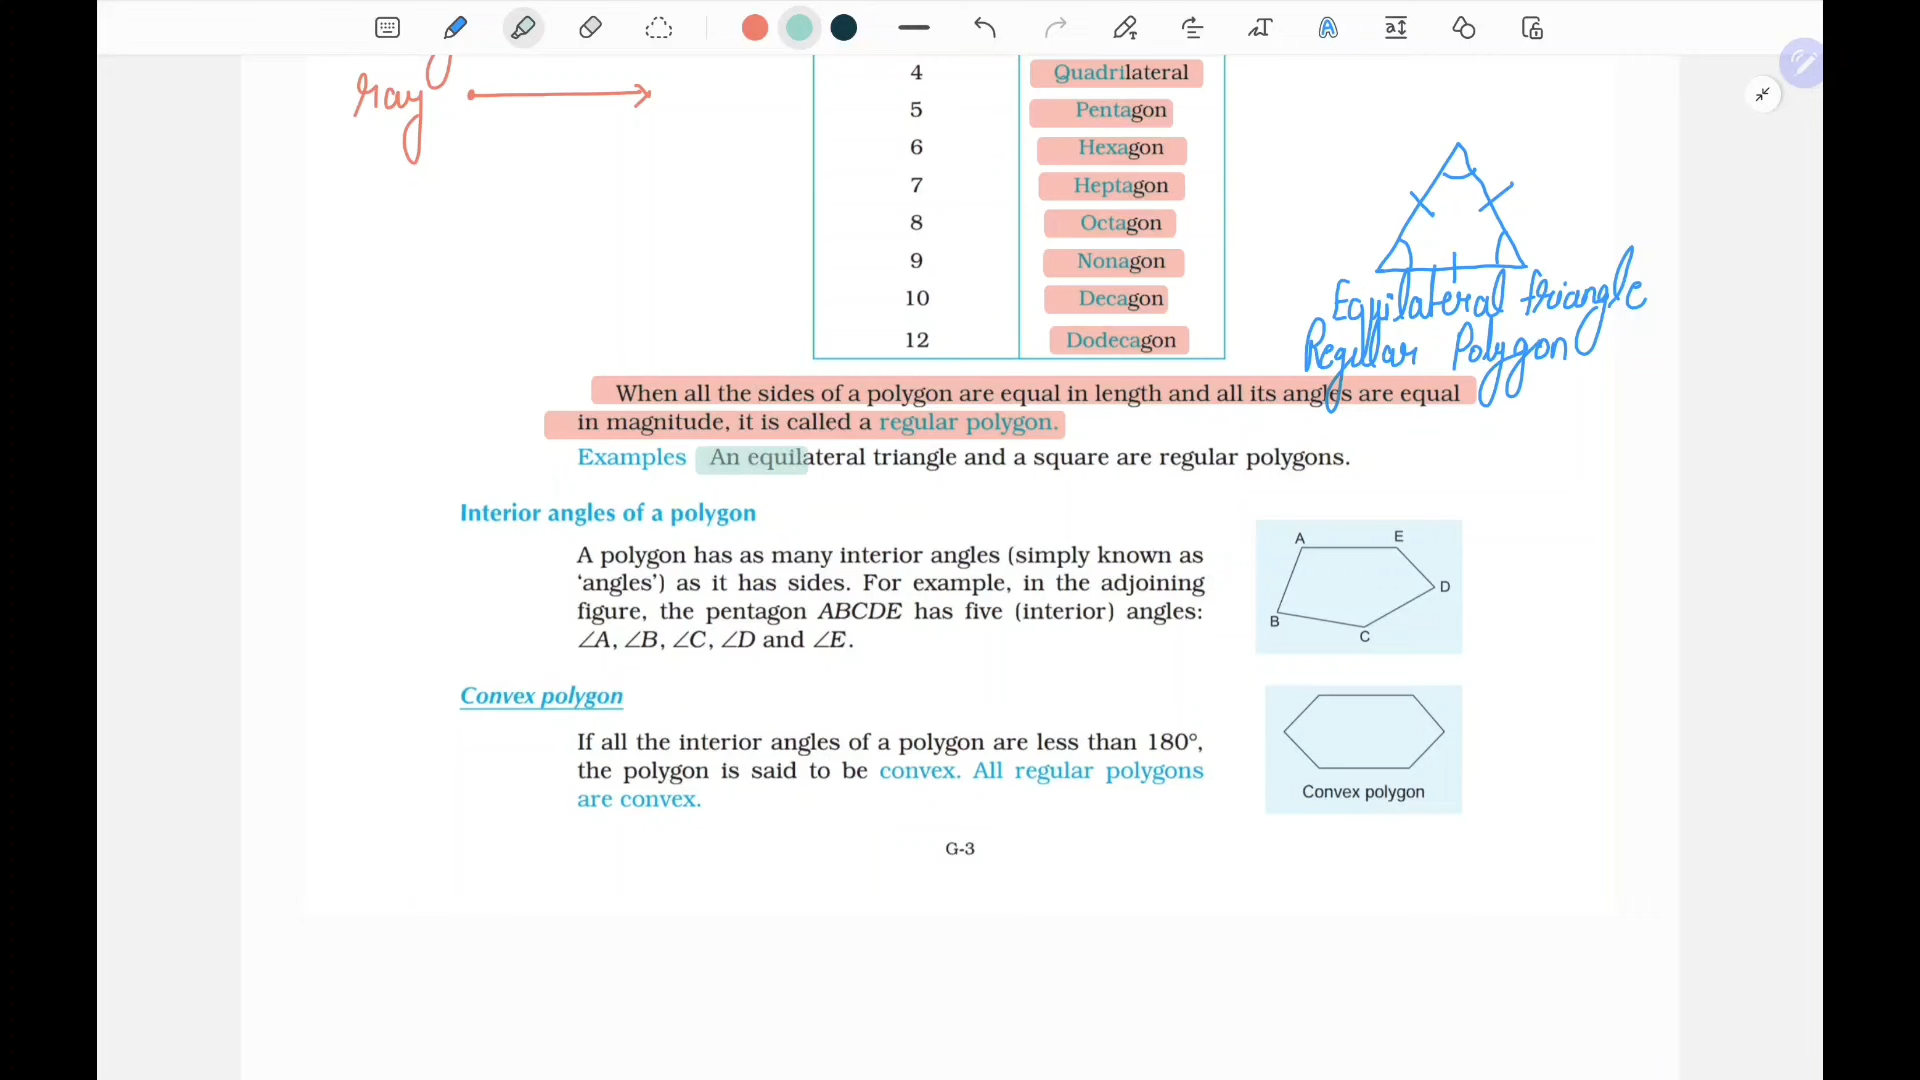 ray
4 Quadrilateral
5 Pentagon
6 Hexagon
7 Heptagon
8 Octagon
9 Nonagon
10 Decagon
12 Dodecagon
Equilateral triangle
Regular Polygon
When all the sides of a polygon are equal in length and all its angles are equal
in magnitude, it is called a regular polygon.
Examples An equilateral triangle and a square are regular polygons.
Interior angles of a polygon
A polygon has as many interior angles (simply known as
‘angles’) as it has sides. For example, in the adjoining
figure, the pentagon ABCDE has five (interior) angles:
∠A, ∠B, ∠C, ∠D and ∠E.
A E
D
B
C
Convex polygon
If all the interior angles of a polygon are less than 180°,
the polygon is said to be convex. All regular polygons
are convex.
Convex polygon
G-3